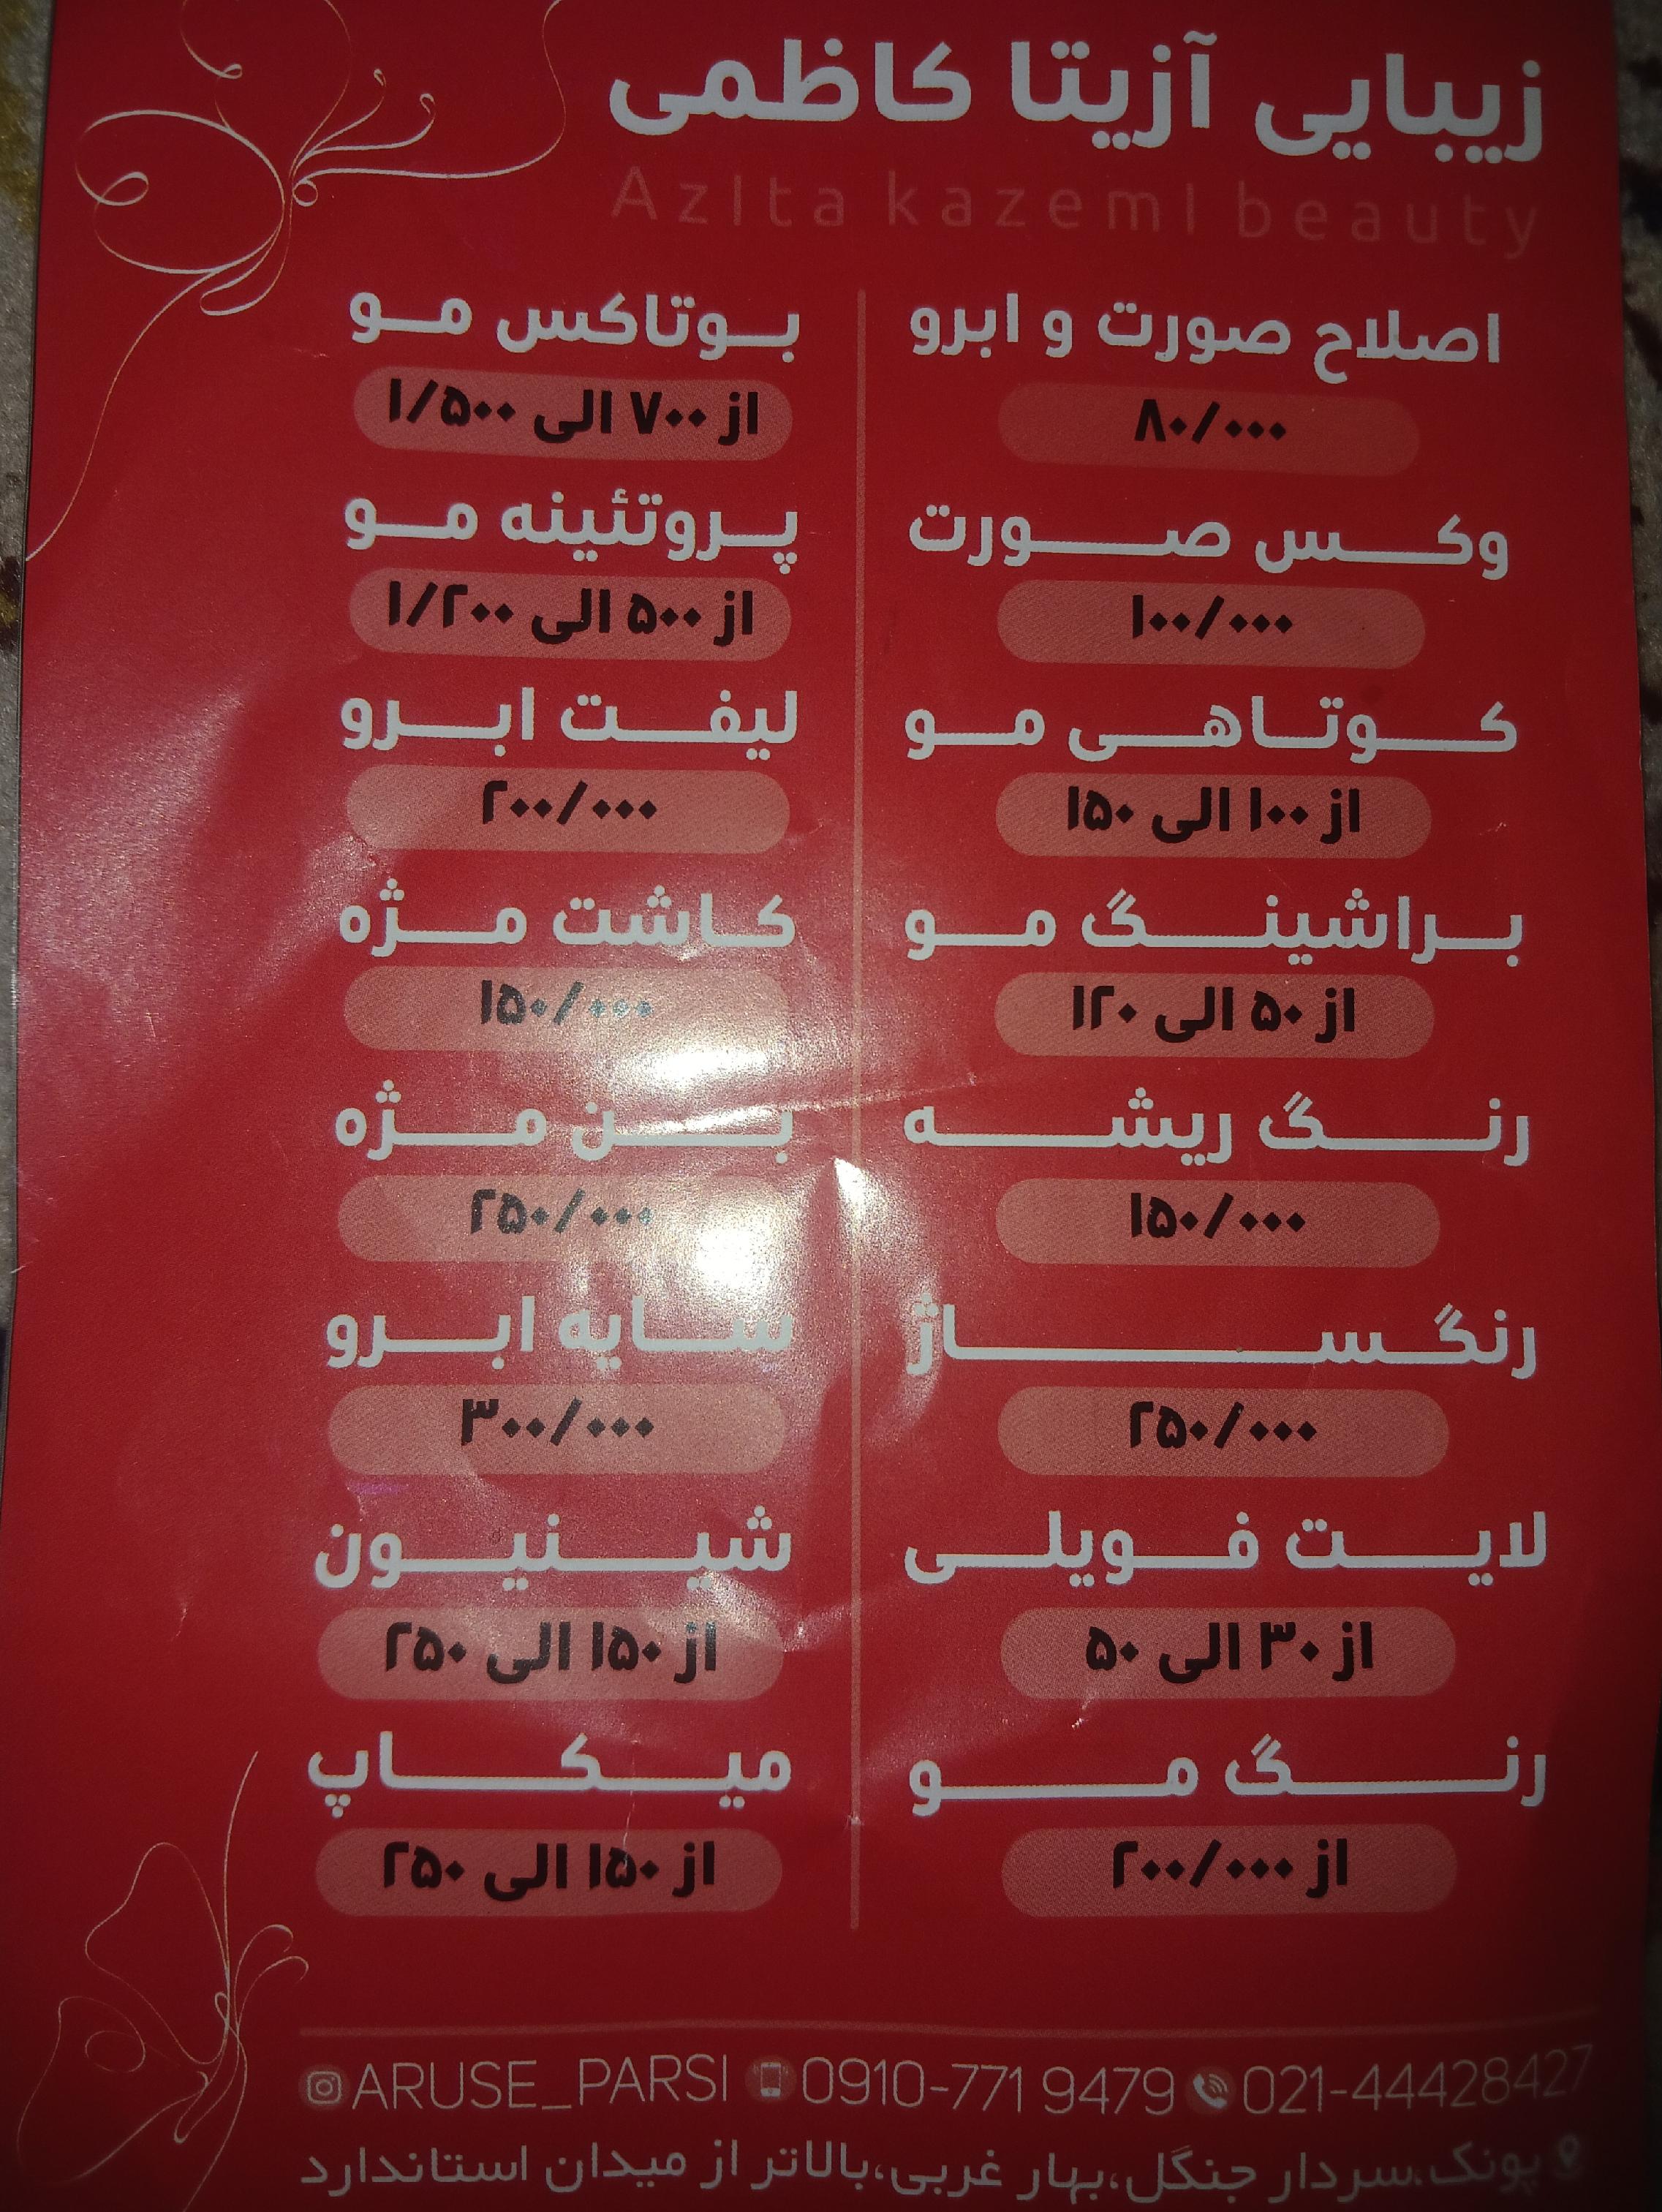 زیبایی آزیتا کاظمی
AzIta kazemI beauty
اصلاح صورت و ابرو
۸۰/۰۰۰
وکس صورت
۱۰۰/۰۰۰
کوتاهی مو
از ۱۰۰ الی ۱۵۰
براشینگ مو
از ۵۰ الی ۱۲۰
رنگ ریشه
۱۵۰/۰۰۰
رنگساژ
۲۵۰/۰۰۰
لایت فویلی
از ۳۰ الی ۵۰
رنگ مو
از ۲۰۰/۰۰۰
بوتاکس مو
از ۷۰۰ الی ۱/۵۰۰
پروتئینه مو
از ۵۰۰ الی ۱/۲۰۰
لیفت ابرو
۲۰۰/۰۰۰
کاشت مژه
۱۵۰/۰۰۰
بن مژه
۲۵۰/۰۰۰
سایه ابرو
۳۰۰/۰۰۰
شینیون
از ۱۵۰ الی ۲۵۰
میکاپ
از ۱۵۰ الی ۲۵۰
ARUSE_PARSI 0910-771 9479 021-44428427
پونک،سردار جنگل،بهار غربی،بالاتر از میدان استاندارد